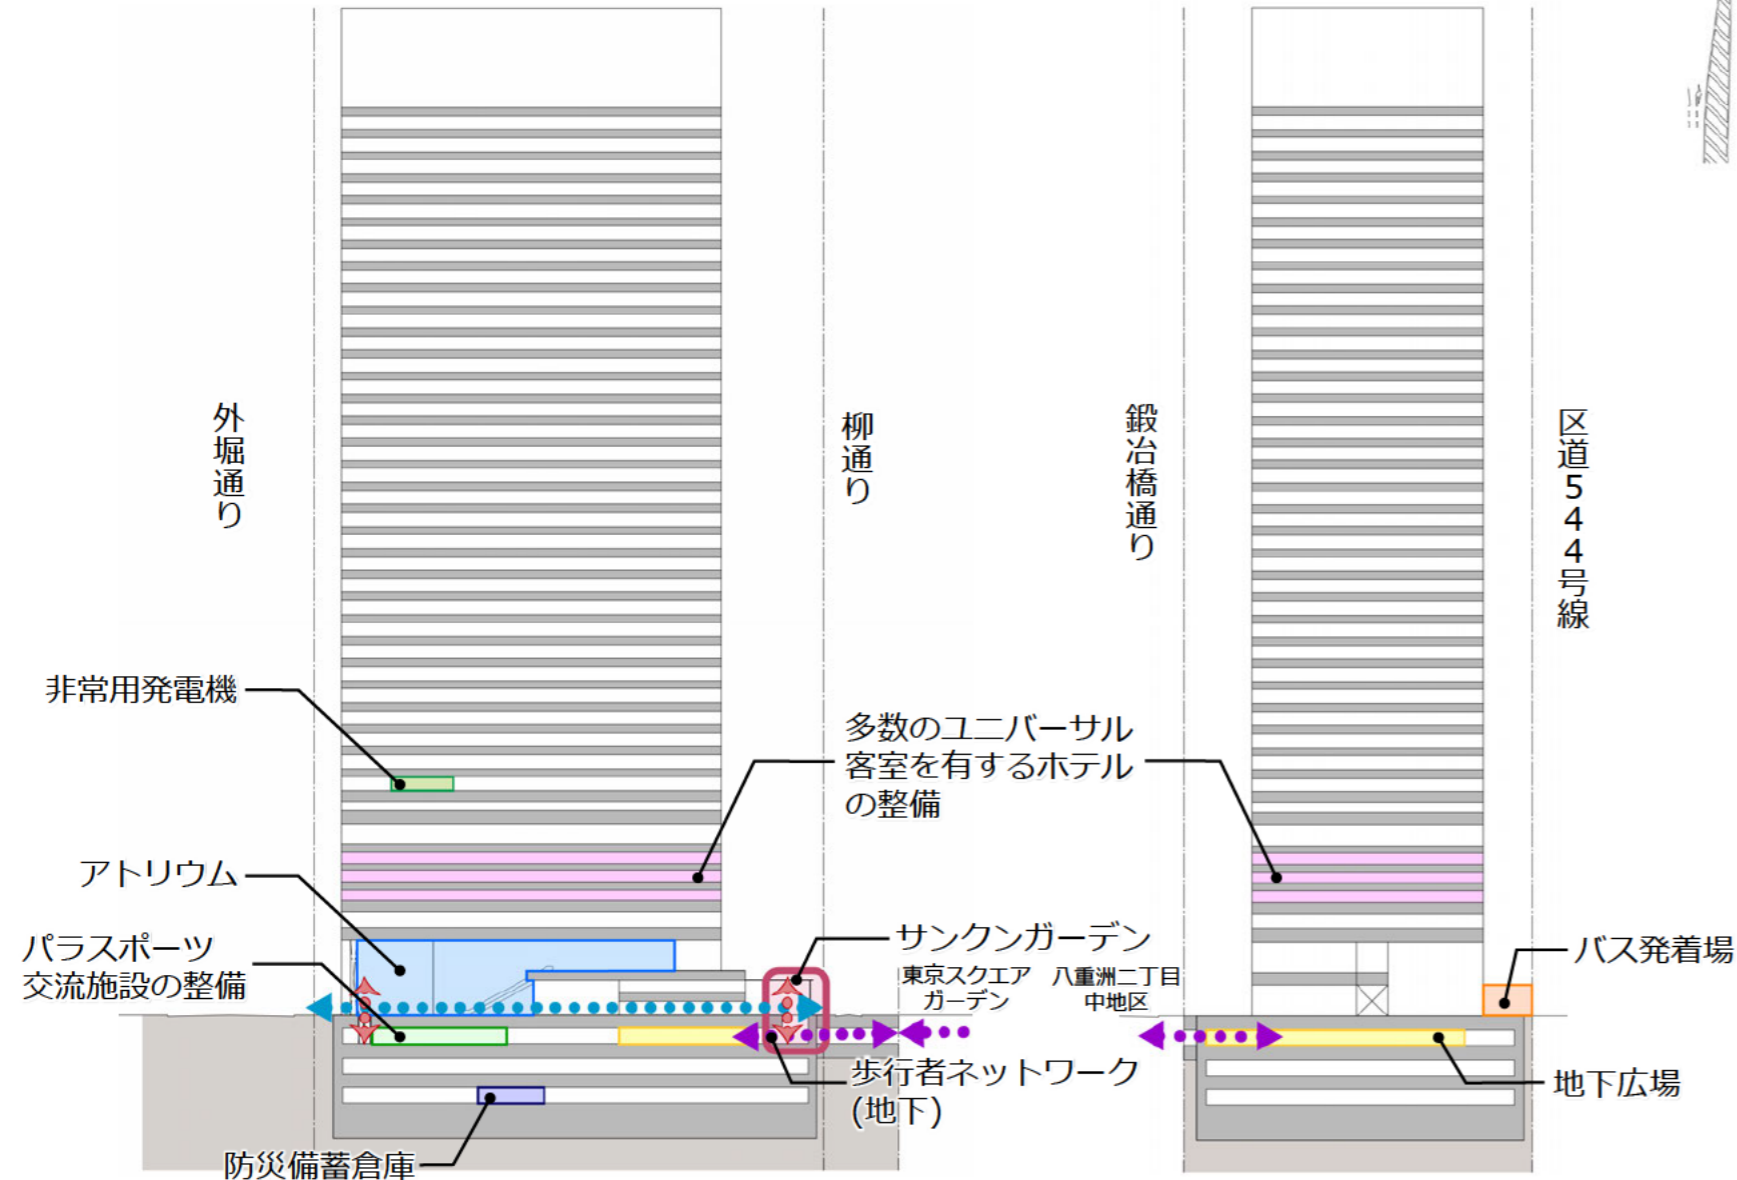 外堀通り
柳通り
鍛冶橋通り
区道544号線
非常用発電機
多数のユニバーサル
客室を有するホテル
の整備
アトリウム
パラスポーツ
交流施設の整備
サンクンガーデン
東京スクエア
ガーデン
八重洲二丁目
中地区
バス発着場
歩行者ネットワーク
(地下)
地下広場
防災備蓄倉庫